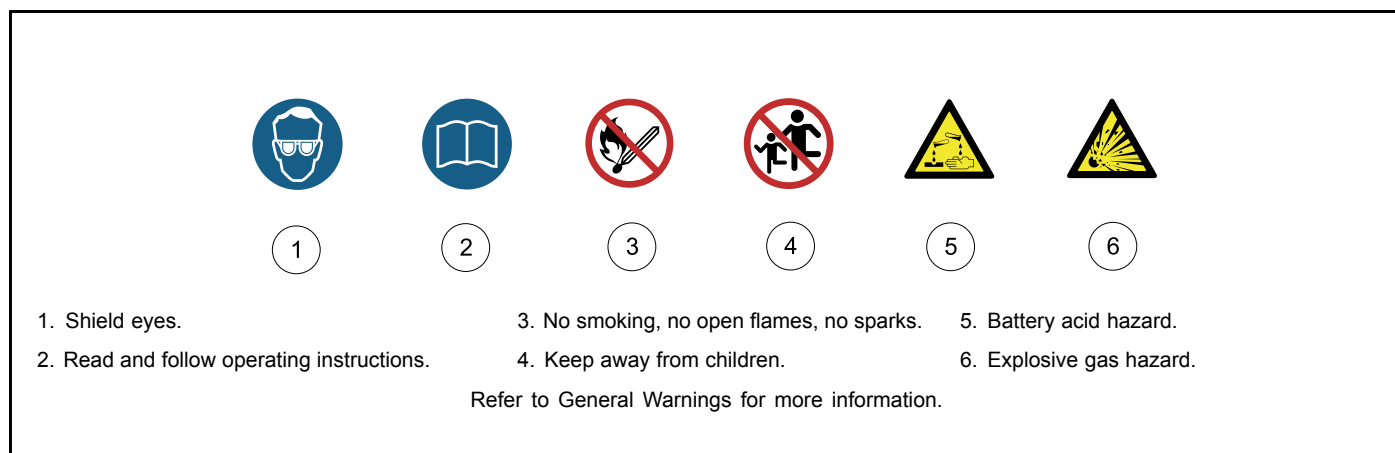 1 2 3 4 5 6
1. Shield eyes. 3. No smoking, no open flames, no sparks. 5. Battery acid hazard.
2. Read and follow operating instructions. 4. Keep away from children. 6. Explosive gas hazard.
Refer to General Warnings for more information.